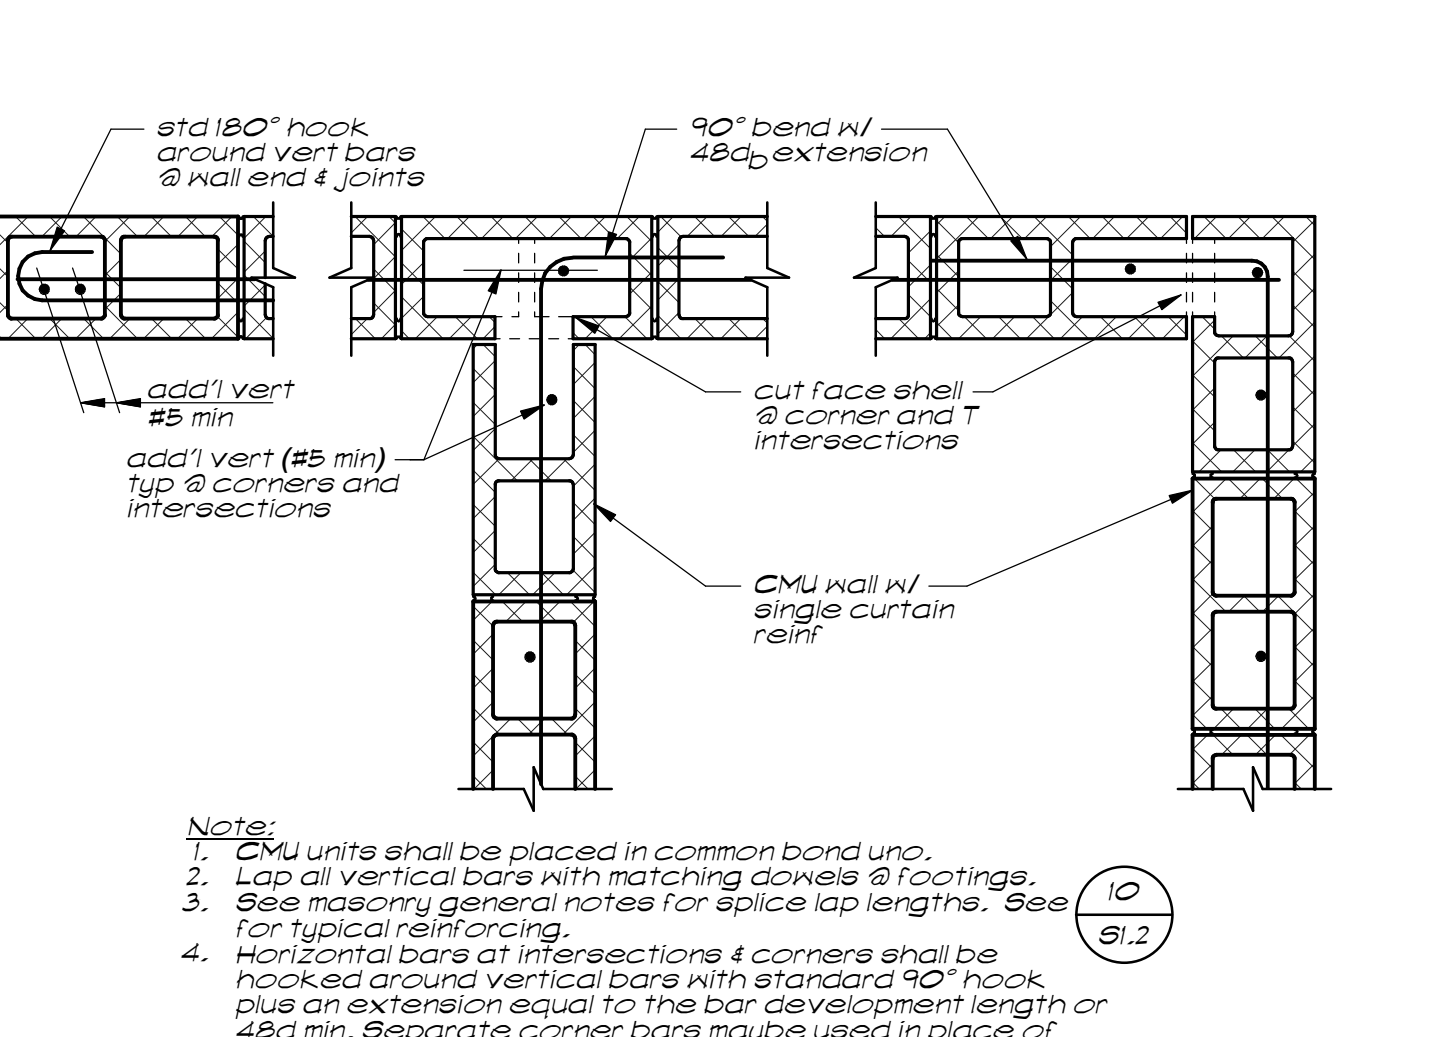 std 180° hook
around vert bars
@ wall end & joints
90° bend w/
48db extension
add'l vert
#5 min
add'l vert (#5 min)
typ @ corners and
intersections
cut face shell
@ corner and T
intersections
CMU wall w/
single curtain
reinf
Note:
1. CMU units shall be placed in common bond uno.
2. Lap all vertical bars with matching dowels @ footings.
3. See masonry general notes for splice lap lengths. See
for typical reinforcing.
10
S1.2
4. Horizontal bars at intersections & corners shall be
hooked around vertical bars with standard 90° hook
plus an extension equal to the bar development length or
48d min. Separate corner bars maybe used in place of